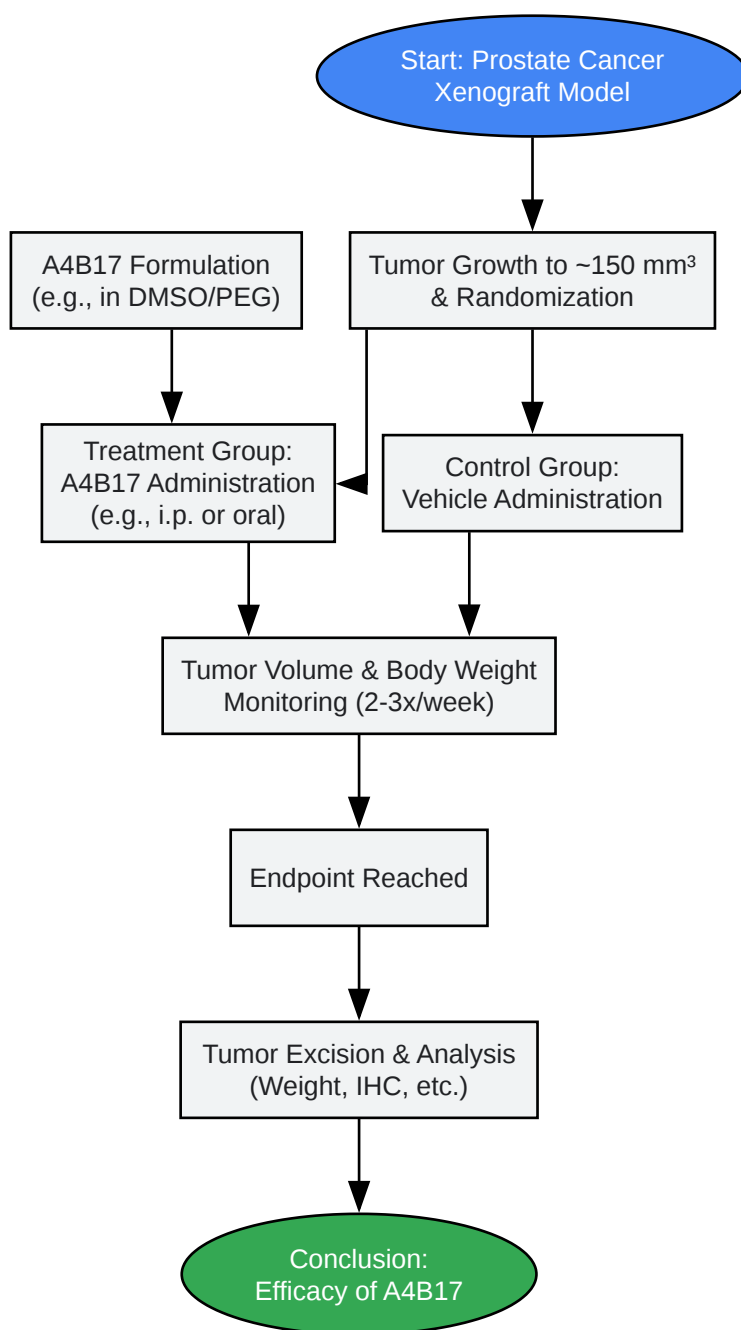 Start: Prostate Cancer
Xenograft Model
A4B17 Formulation
(e.g., in DMSO/PEG)
Tumor Growth to ~150 mm³
& Randomization
Treatment Group:
A4B17 Administration
(e.g., i.p. or oral)
Control Group:
Vehicle Administration
Tumor Volume & Body Weight
Monitoring (2-3x/week)
Endpoint Reached
Tumor Excision & Analysis
(Weight, IHC, etc.)
Conclusion:
Efficacy of A4B17